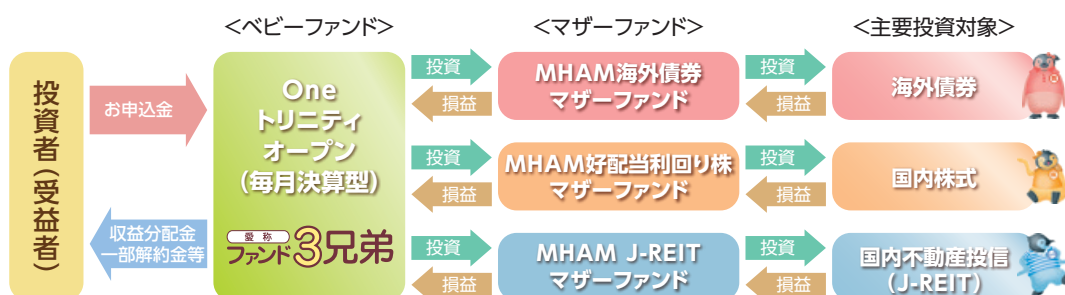 <ベビーファンド>
<マザーファンド>
<主要投資対象>
投資者(受益者)
お申込金
収益分配金
一部解約金等
One
トリニティ
オープン
(毎月決算型)
愛称
ファンド3兄弟
投資
損益
MHAM海外債券
マザーファンド
投資
損益
海外債券
投資
損益
MHAM好配当利回り株
マザーファンド
投資
損益
国内株式
投資
損益
MHAM J-REIT
マザーファンド
投資
損益
国内不動産投信
(J-REIT)